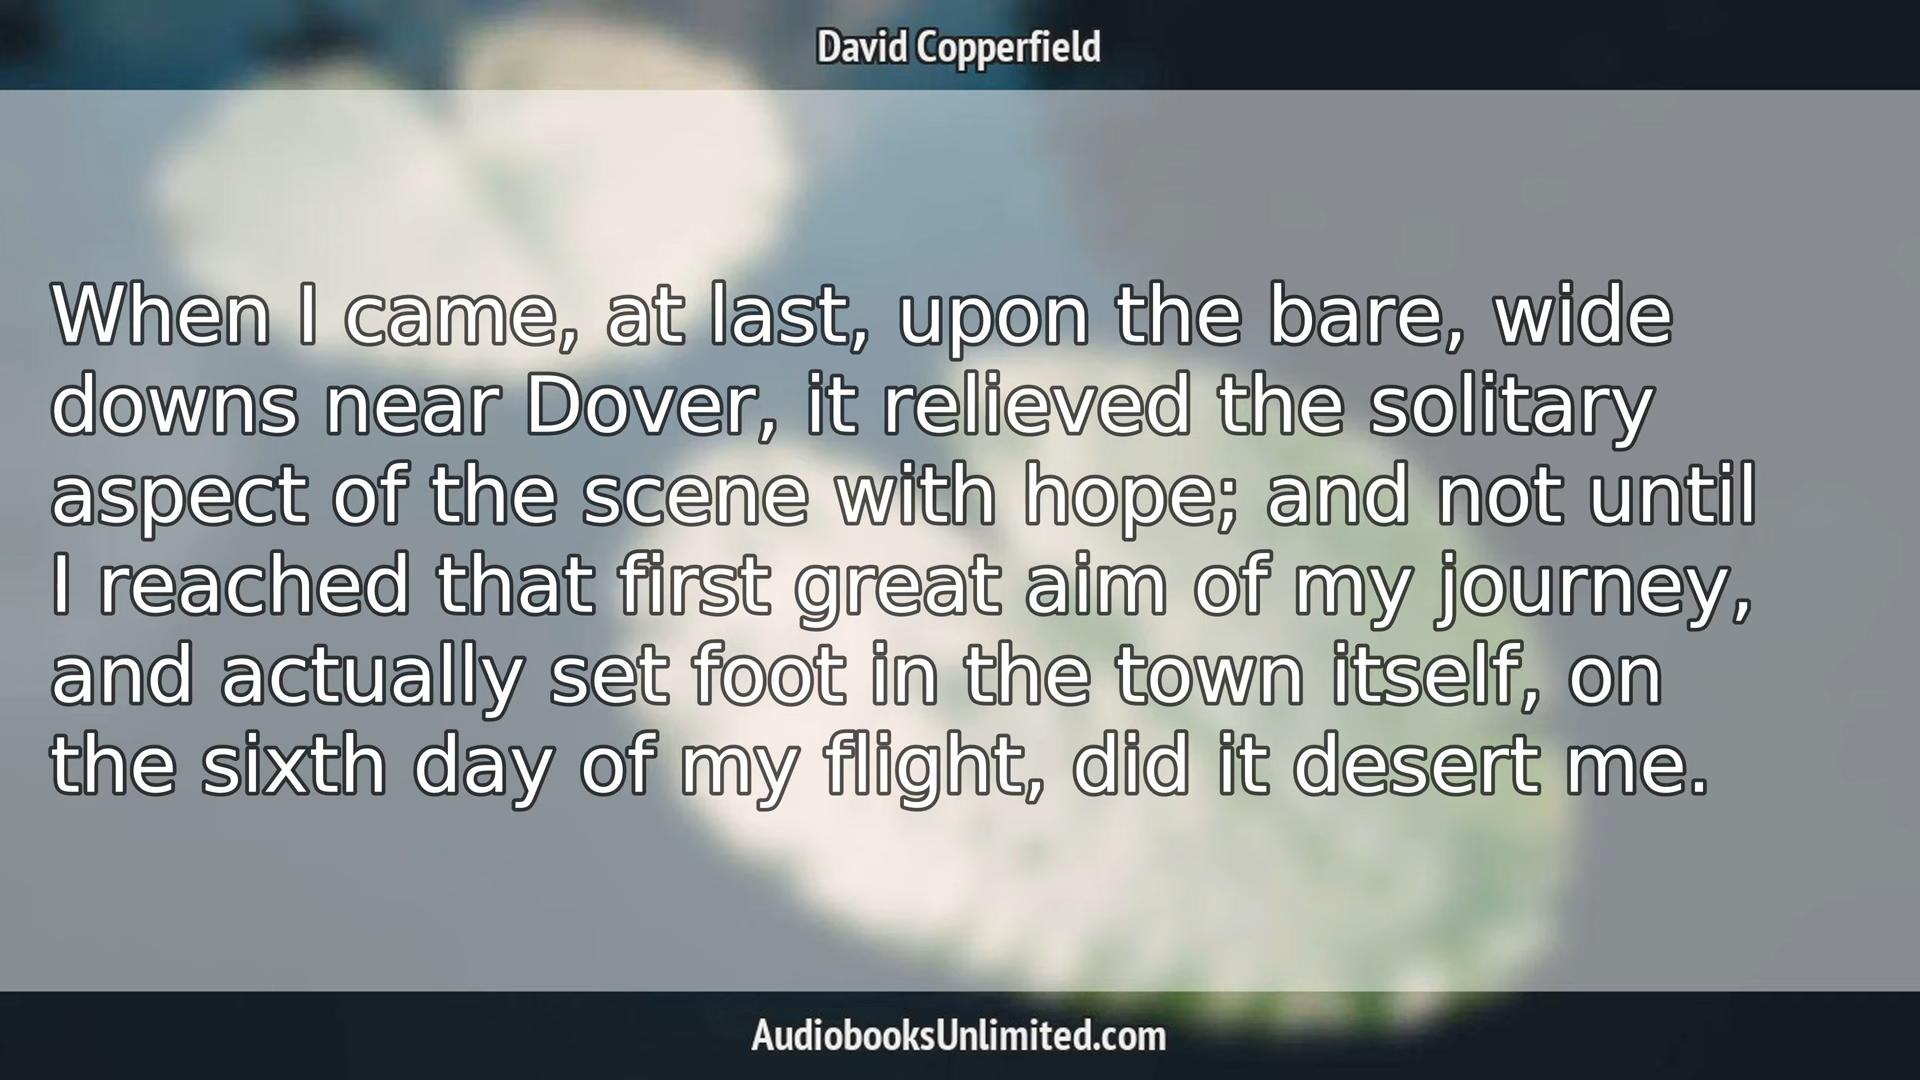 David Copperfield
When I came, at last, upon the bare, wide
downs near Dover, it relieved the solitary
aspect of the scene with hope; and not until
I reached that first great aim of my journey,
and actually set foot in the town itself, on
the sixth day of my flight, did it desert me.
AudiobooksUnlimited.com